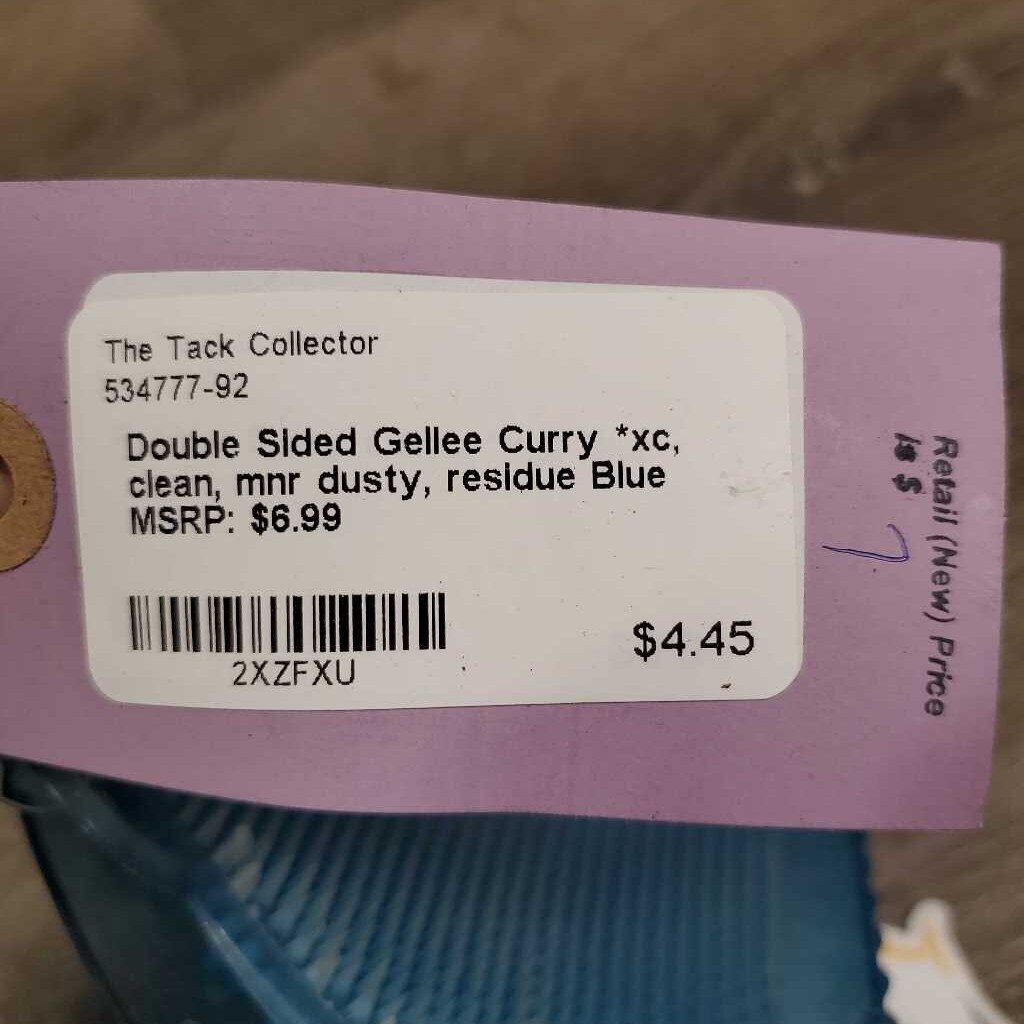 The Tack Collector
534777-92
Double Sided Gellee Curry *xc,
clean, mnr dusty, residue Blue
MSRP: $6.99
2XZFXU
$4.45
Retail (New) Price
is $ 7